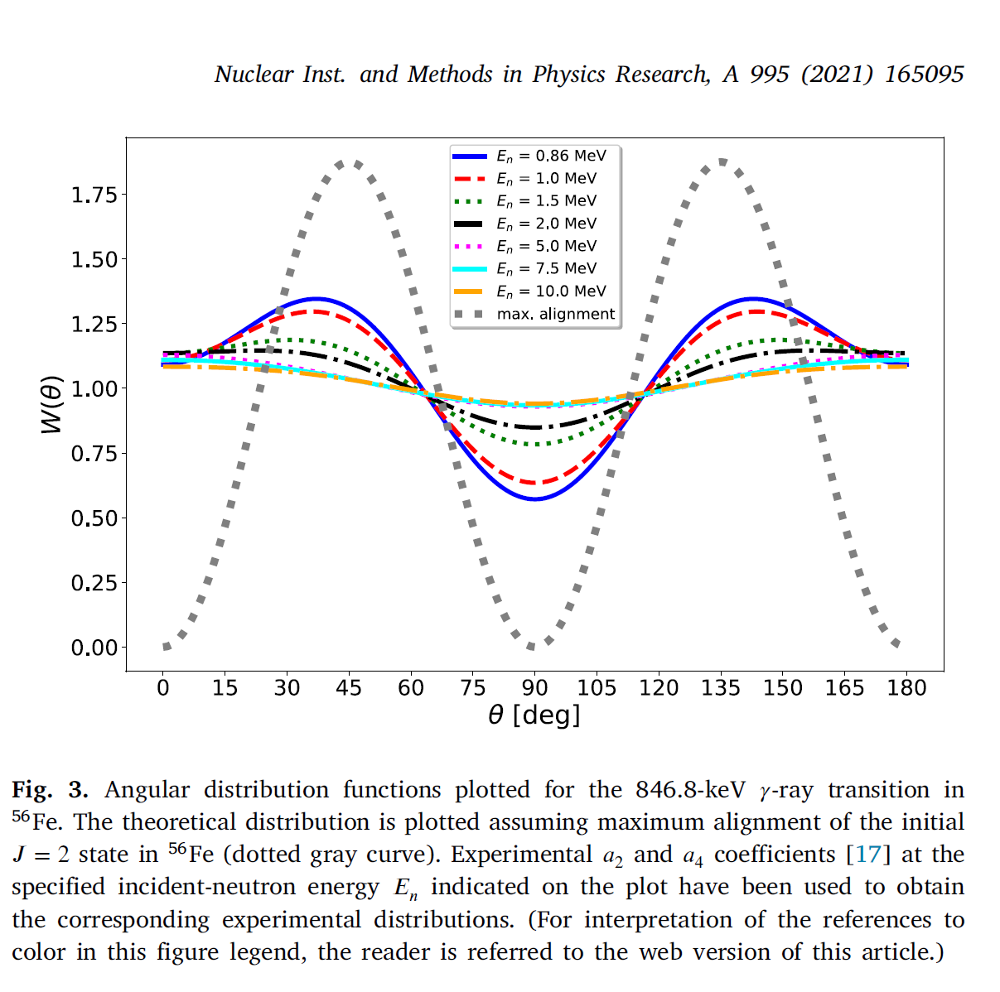 Nuclear Inst. and Methods in Physics Research, A 995 (2021) 165095
E_n = 0.86 MeV
E_n = 1.0 MeV
E_n = 1.5 MeV
E_n = 2.0 MeV
E_n = 5.0 MeV
E_n = 7.5 MeV
E_n = 10.0 MeV
max. alignment
1.75
1.50
1.25
1.00
0.75
0.50
0.25
0.00
W(θ)
0 15 30 45 60 75 90 105 120 135 150 165 180
θ [deg]
Fig. 3. Angular distribution functions plotted for the 846.8-keV γ-ray transition in
⁵⁶Fe. The theoretical distribution is plotted assuming maximum alignment of the initial
J = 2 state in ⁵⁶Fe (dotted gray curve). Experimental a₂ and a₄ coefficients [17] at the
specified incident-neutron energy E_n indicated on the plot have been used to obtain
the corresponding experimental distributions. (For interpretation of the references to
color in this figure legend, the reader is referred to the web version of this article.)